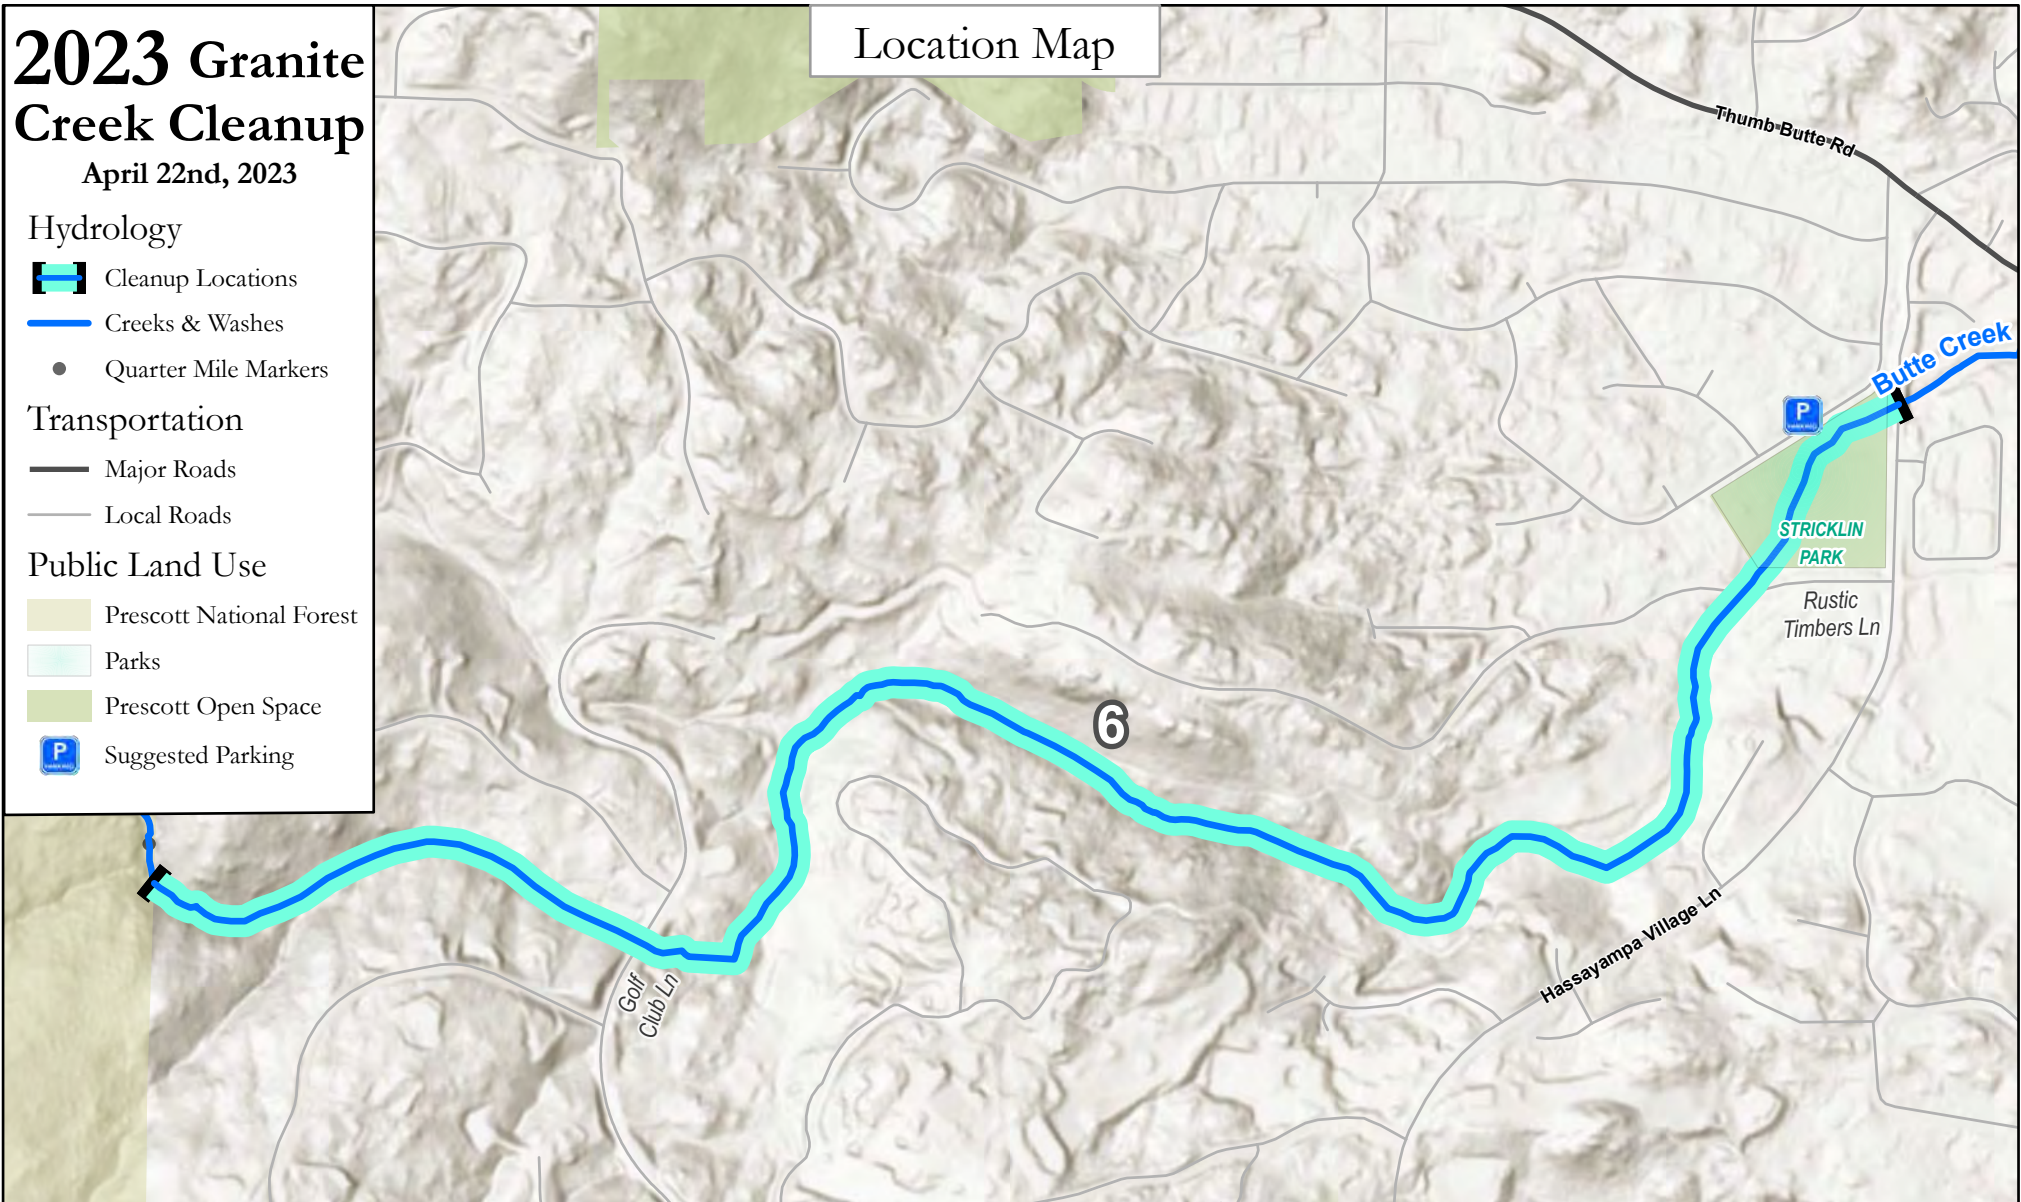 2023 Granite
Creek Cleanup
April 22nd, 2023
Hydrology
Cleanup Locations
Creeks & Washes
Quarter Mile Markers
Transportation
Major Roads
Local Roads
Public Land Use
Prescott National Forest
Parks
Prescott Open Space
P
Suggested Parking
Location Map
Thumb Butte Rd
Butte Creek
P
STRICKLIN
PARK
Rustic
Timbers Ln
6
Hassayampa Village Ln
Golf
Club Ln